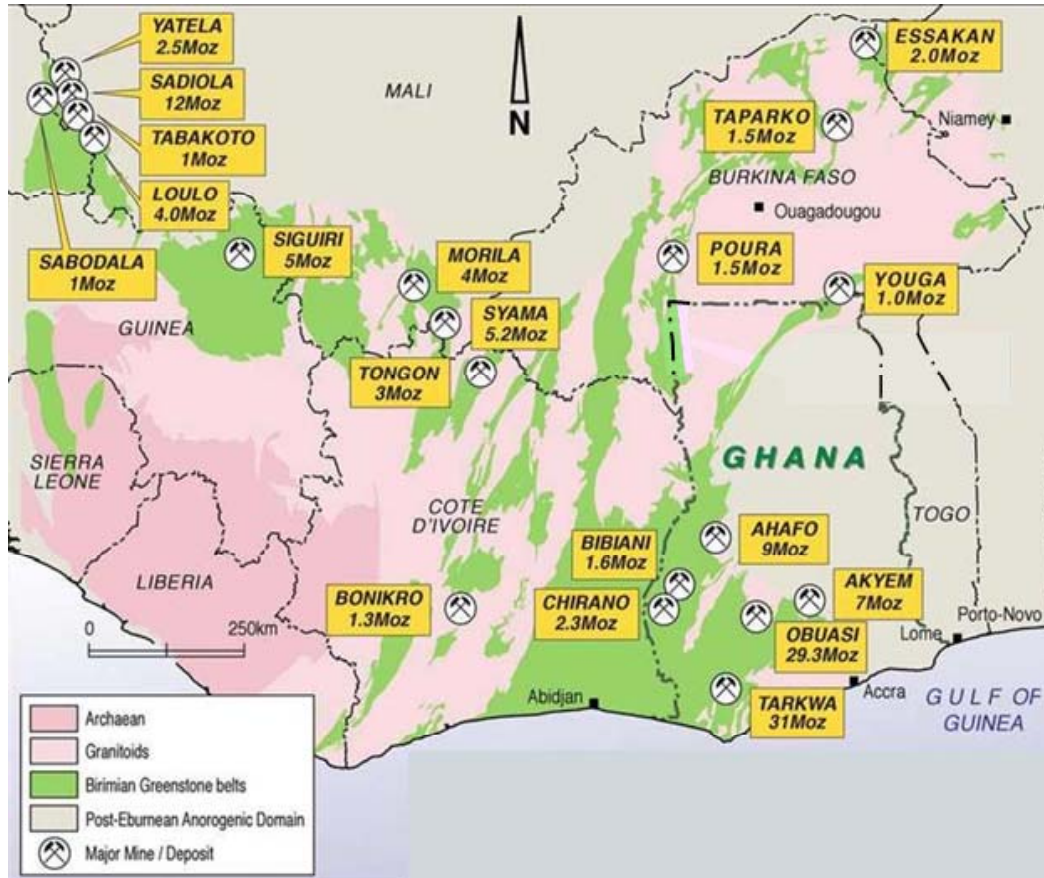 YATELA
2.5Moz
SADIOLA
12Moz
TABAKOTO
1Moz
LOULO
4.0Moz
SABODALA
1Moz
SIGUIRI
5Moz
MORILA
4Moz
SYAMA
5.2Moz
TONGON
3Moz
MALI
N
ESSAKAN
2.0Moz
TAPARKO
1.5Moz
Niamey
BURKINA FASO
Ouagadougou
POURA
1.5Moz
YOUGA
1.0Moz
GUINEA
SIERRA
LEONE
LIBERIA
COTE
D'IVOIRE
GHANA
TOGO
BONIKRO
1.3Moz
BIBIANI
1.6Moz
CHIRANO
2.3Moz
AHAFO
9Moz
AKYEM
7Moz
OBUASI
29.3Moz
TARKWA
31Moz
Porto-Novo
Lome
Accra
Abidjan
GULF OF
GUINEA
0 250km
Archaean
Granitoids
Birimian Greenstone belts
Post-Eburnean Anorogenic Domain
Major Mine / Deposit